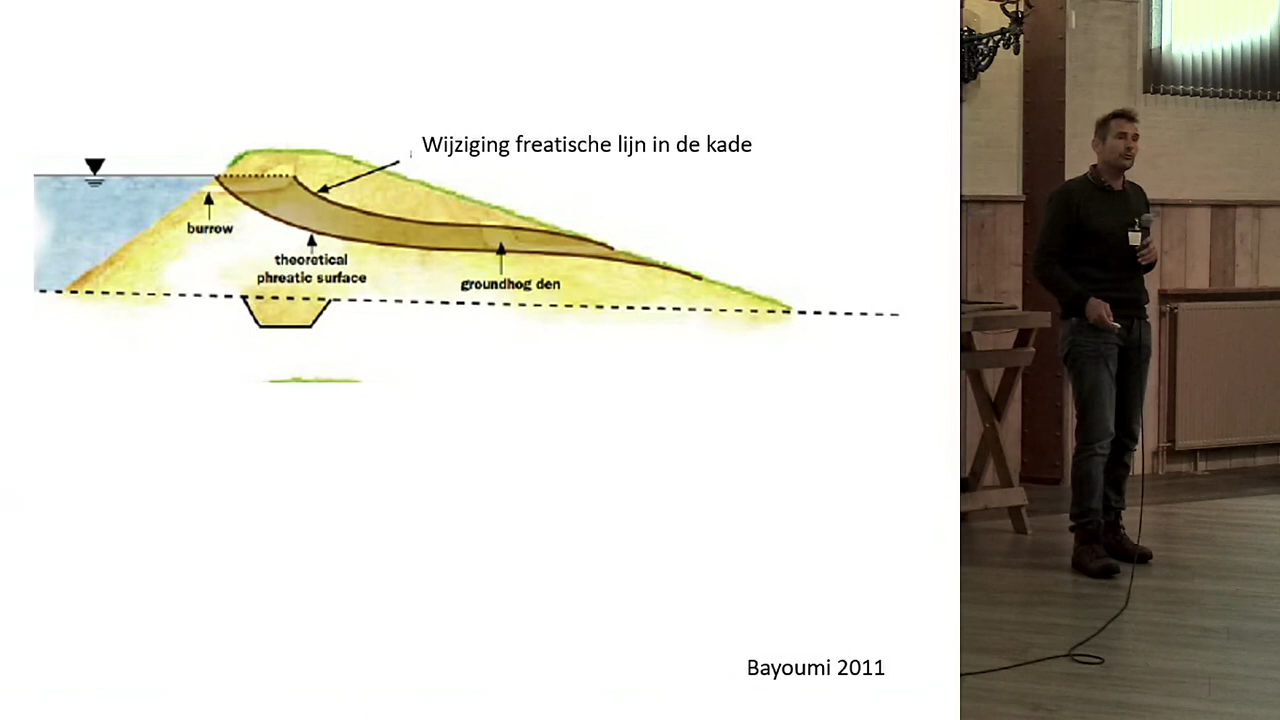 Wijziging freatische lijn in de kade
burrow
theoretical
phreatic surface
groundhog den
Bayoumi 2011